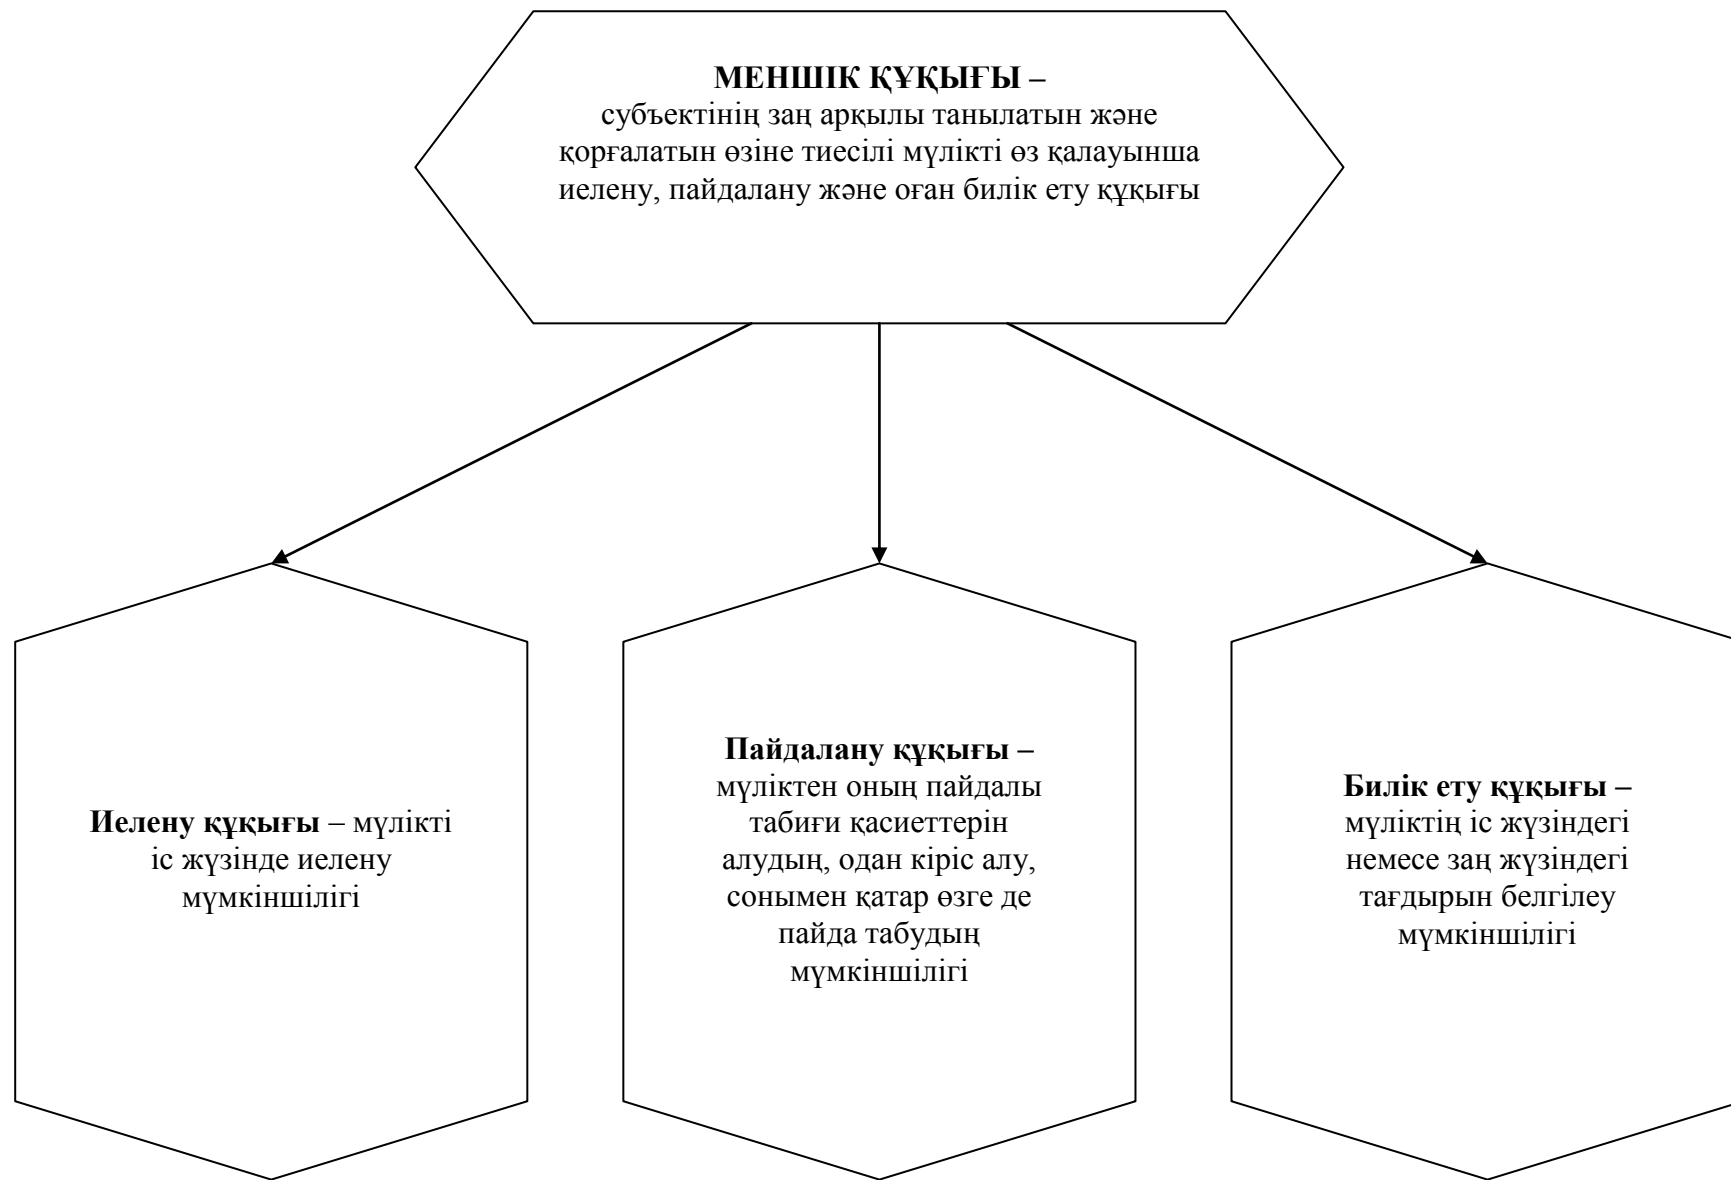 МЕНШІК ҚҰҚЫҒЫ –
субъектінің заң арқылы танылатын және
қорғалатын өзіне тиесілі мүлікті өз қалауынша
иелену, пайдалану және оған билік ету құқығы
Иелену құқығы – мүлікті
іс жүзінде иелену
мүмкіншілігі
Пайдалану құқығы –
мүліктен оның пайдалы
табиғи қасиеттерін
алудың, одан кіріс алу,
сонымен қатар өзге де
пайда табудың
мүмкіншілігі
Билік ету құқығы –
мүліктің іс жүзіндегі
немесе заң жүзіндегі
тағдырын белгілеу
мүмкіншілігі